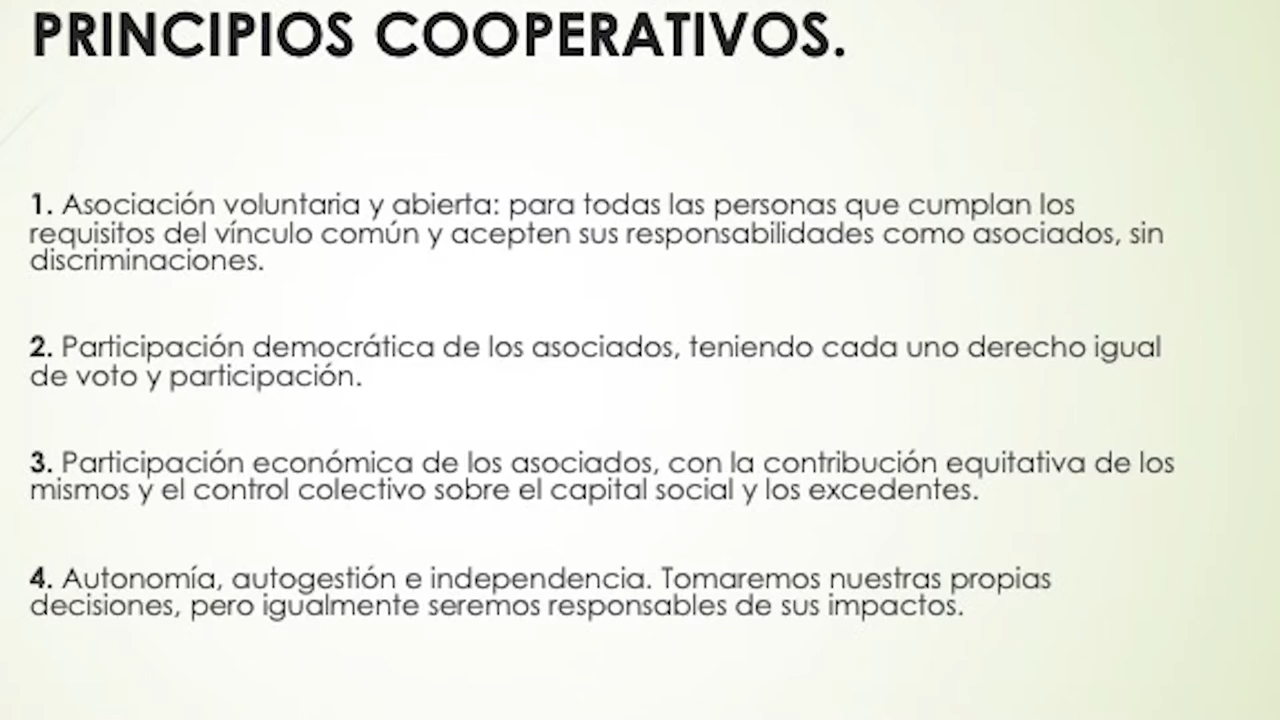 PRINCIPIOS COOPERATIVOS.
1. Asociación voluntaria y abierta: para todas las personas que cumplan los
requisitos del vínculo común y acepten sus responsabilidades como asociados, sin
discriminaciones.
2. Participación democrática de los asociados, teniendo cada uno derecho igual
de voto y participación.
3. Participación económica de los asociados, con la contribución equitativa de los
mismos y el control colectivo sobre el capital social y los excedentes.
4. Autonomía, autogestión e independencia. Tomaremos nuestras propias
decisiones, pero igualmente seremos responsables de sus impactos.